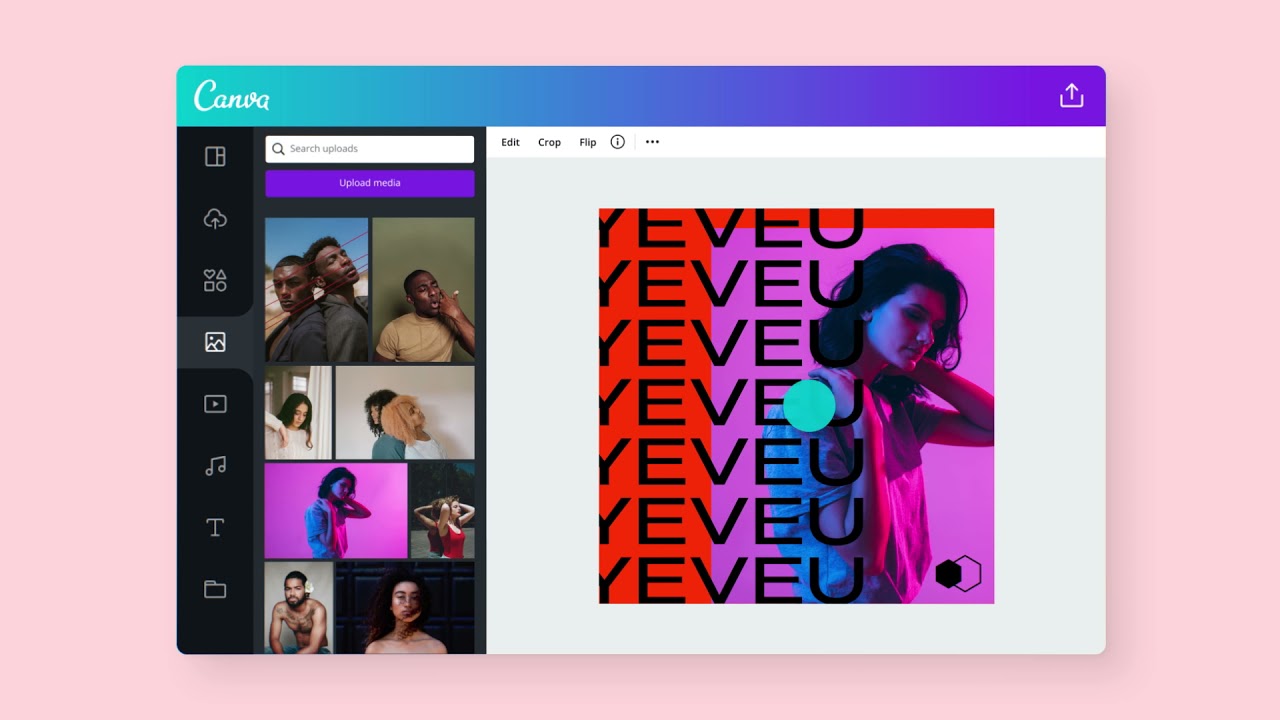 Canva
Search uploads
Upload media
Edit Crop Flip
YEVEU
YEVEU
YEVEU
YEVEU
YEVEU
YEVEU
YEVEU